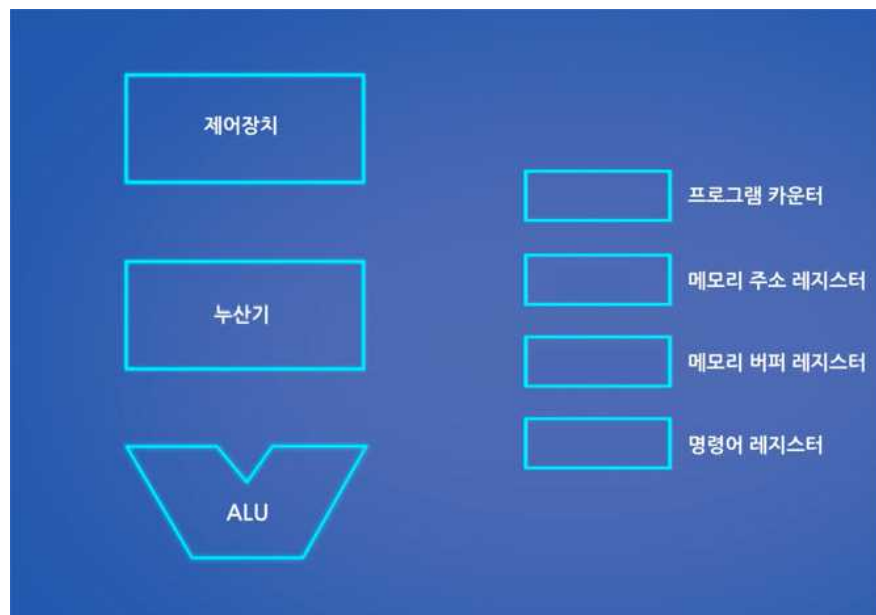 제어장치
누산기
ALU
프로그램 카운터
메모리 주소 레지스터
메모리 버퍼 레지스터
명령어 레지스터